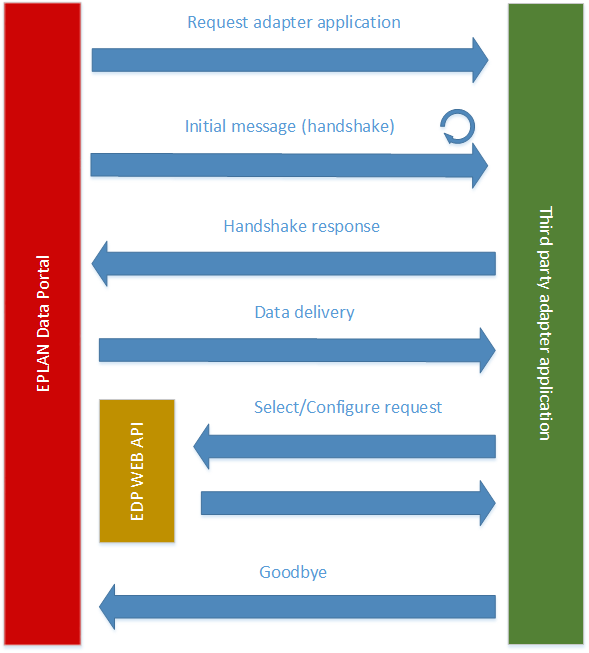 Request adapter application
Initial message (handshake)
Handshake response
Data delivery
Select/Configure request
Goodbye
EPLAN Data Portal
EDP WEB API
Third party adapter application